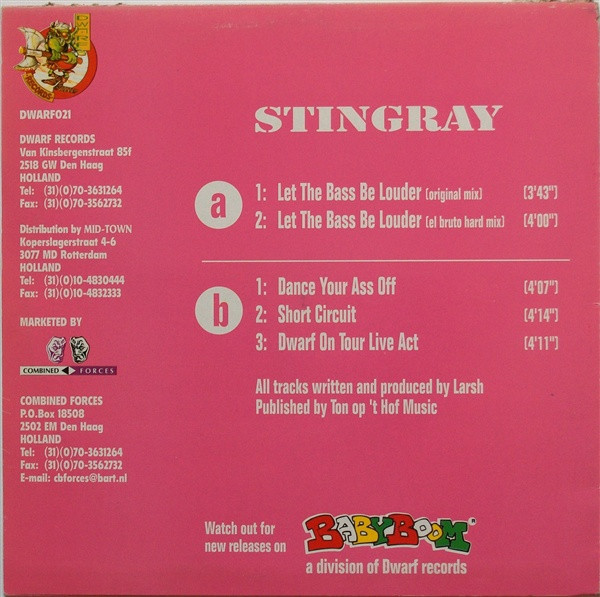 DWARF
RECORDS
DWARF021
DWARF RECORDS
Van Kinsbergenstraat 85f
2518 GW Den Haag
HOLLAND
Tel: (31)(0)70-3631264
Fax: (31)(0)70-3562732
Distribution by MID-TOWN
Koperslagerstraat 4-6
3077 MD Rotterdam
HOLLAND
Tel: (31)(0)10-4830444
Fax: (31)(0)10-4832333
MARKETED BY
COMBINED FORCES
COMBINED FORCES
P.O.Box 18508
2502 EM Den Haag
HOLLAND
Tel: (31)(0)70-3631264
Fax: (31)(0)70-3562732
E-mail: cbforces@bart.nl
STINGRAY
a
1: Let The Bass Be Louder (original mix) (3'43")
2: Let The Bass Be Louder (el bruto hard mix) (4'00")
b
1: Dance Your Ass Off (4'07")
2: Short Circuit (4'14")
3: Dwarf On Tour Live Act (4'11")
All tracks written and produced by Larsh
Published by Ton op 't Hof Music
Watch out for
new releases on
BABYBOOM
a division of Dwarf records